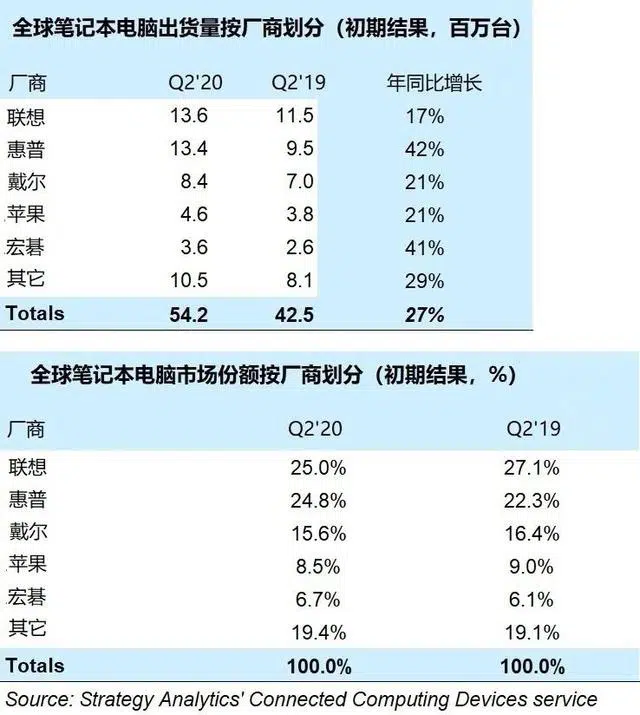 全球笔记本电脑出货量按厂商划分（初期结果，百万台）
厂商 Q2'20 Q2'19 年同比增长
联想 13.6 11.5 17%
惠普 13.4 9.5 42%
戴尔 8.4 7.0 21%
苹果 4.6 3.8 21%
宏碁 3.6 2.6 41%
其它 10.5 8.1 29%
Totals 54.2 42.5 27%
全球笔记本电脑市场份额按厂商划分（初期结果，%）
厂商 Q2'20 Q2'19
联想 25.0% 27.1%
惠普 24.8% 22.3%
戴尔 15.6% 16.4%
苹果 8.5% 9.0%
宏碁 6.7% 6.1%
其它 19.4% 19.1%
Totals 100.0% 100.0%
Source: Strategy Analytics' Connected Computing Devices service